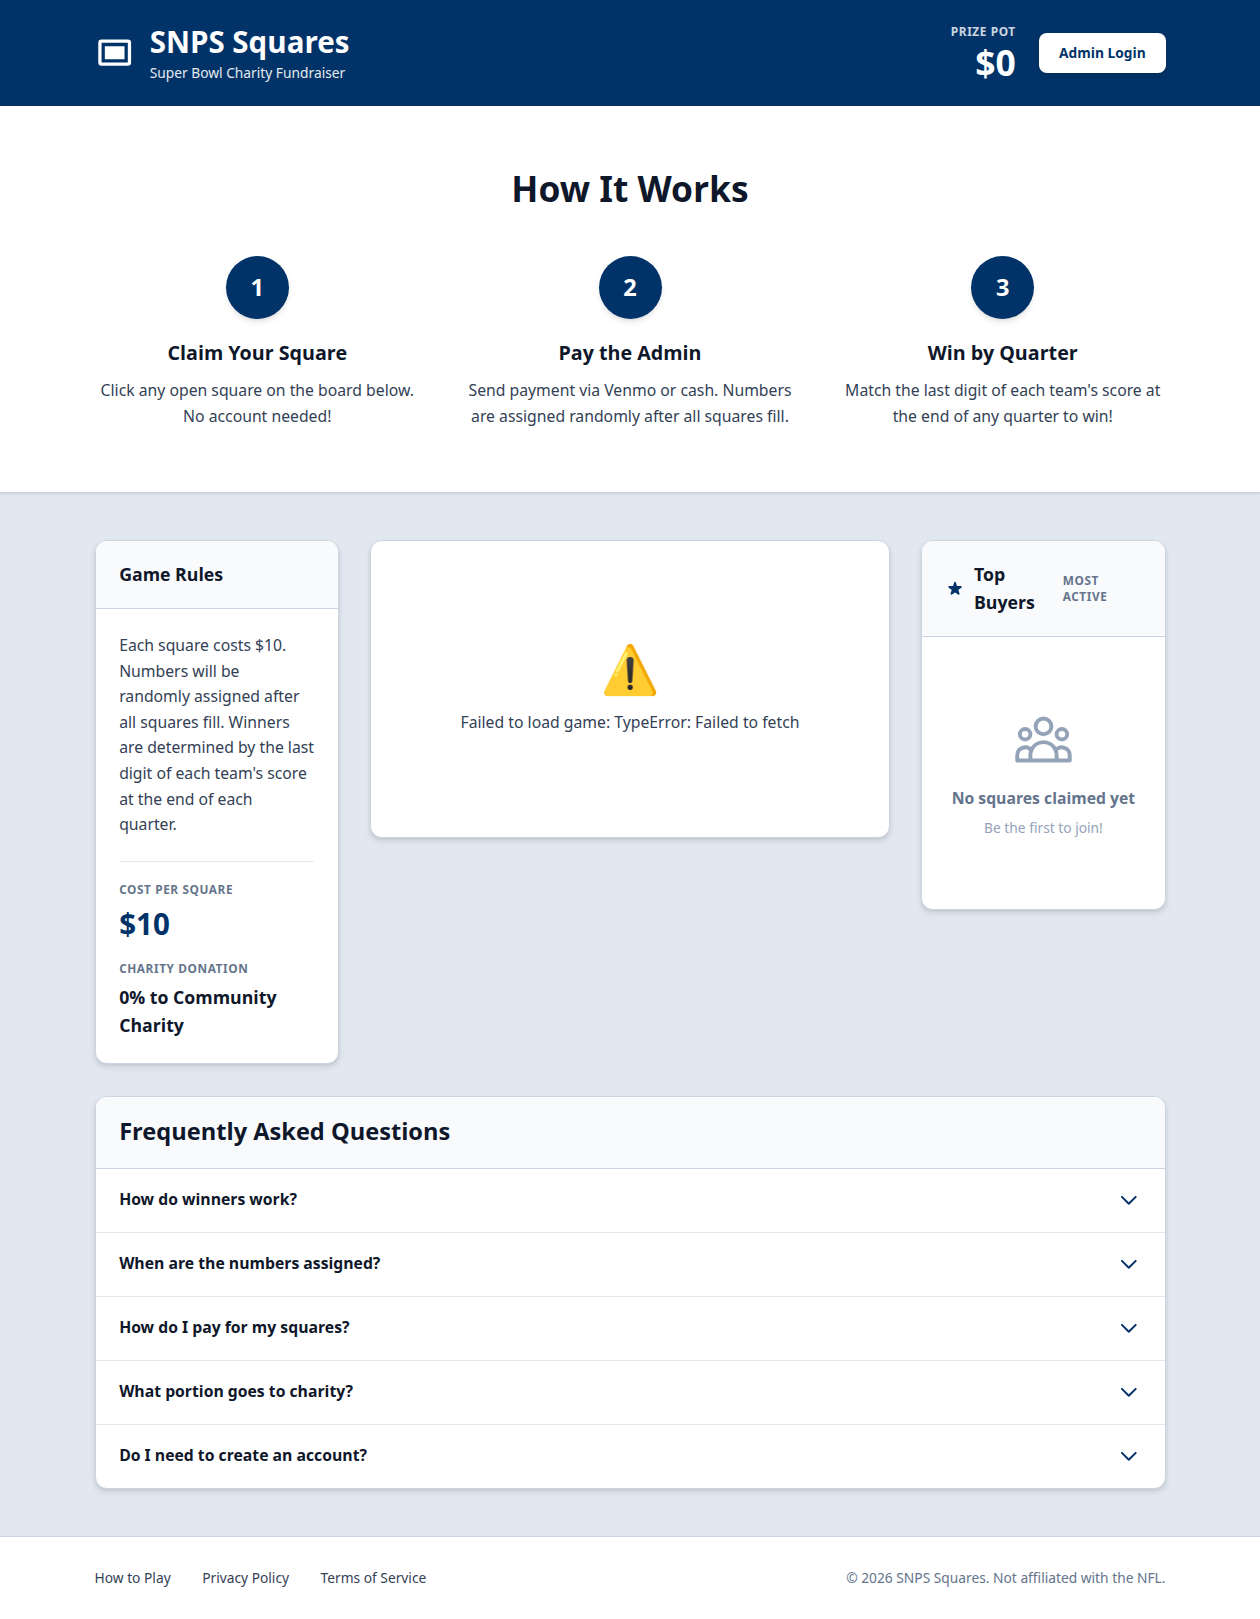 SNPS Squares
Super Bowl Charity Fundraiser
PRIZE POT
$0
Admin Login
How It Works
1
Claim Your Square
Click any open square on the board below.
No account needed!
2
Pay the Admin
Send payment via Venmo or cash. Numbers
are assigned randomly after all squares fill.
3
Win by Quarter
Match the last digit of each team's score at
the end of any quarter to win!
Game Rules
Each square costs $10.
Numbers will be
randomly assigned after
all squares fill. Winners
are determined by the last
digit of each team's score
at the end of each
quarter.
COST PER SQUARE
$10
CHARITY DONATION
0% to Community
Charity
Failed to load game: TypeError: Failed to fetch
Top
Buyers
MOST
ACTIVE
No squares claimed yet
Be the first to join!
Frequently Asked Questions
How do winners work?
When are the numbers assigned?
How do I pay for my squares?
What portion goes to charity?
Do I need to create an account?
How to Play
Privacy Policy
Terms of Service
© 2026 SNPS Squares. Not affiliated with the NFL.